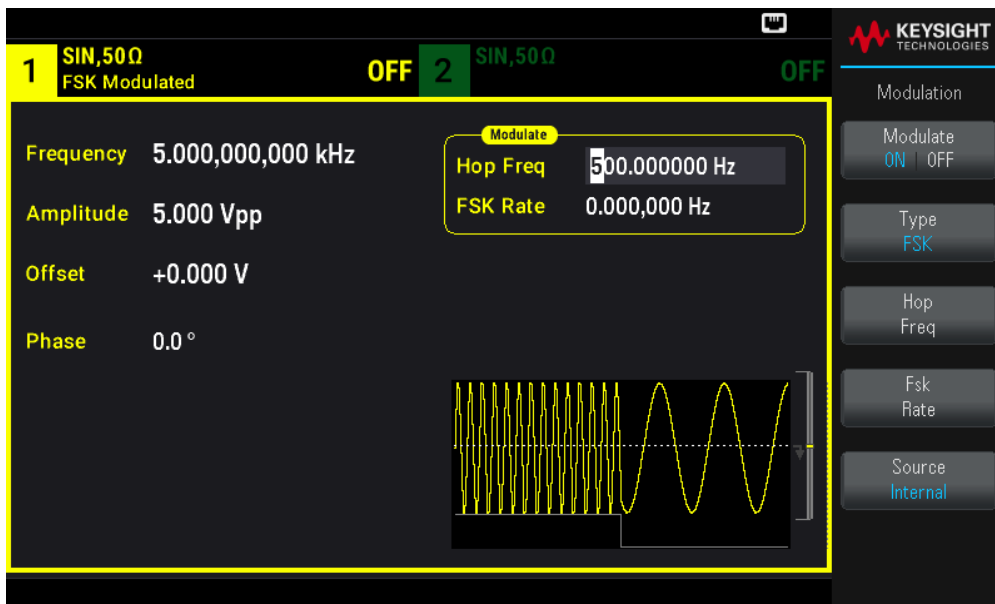 KEYSIGHT
TECHNOLOGIES
1
SIN,50Ω
FSK Modulated
OFF
2
SIN,50Ω
OFF
Frequency 5.000,000,000 kHz
Amplitude 5.000 Vpp
Offset +0.000 V
Phase 0.0 °
Modulate
Hop Freq 500.000000 Hz
FSK Rate 0.000,000 Hz
Modulation
Modulate
ON | OFF
Type
FSK
Hop
Freq
Fsk
Rate
Source
Internal